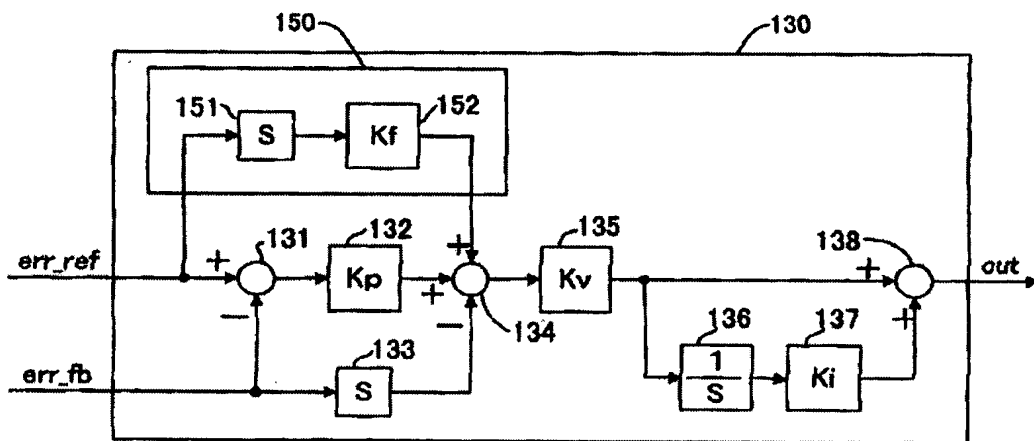 150
130
151
S
Kf
152
131
132
135
138
err_ref
+
Kp
+
+
Kv
+
out
−
−
134
+
133
136
137
err_fb
S
1
S
Ki